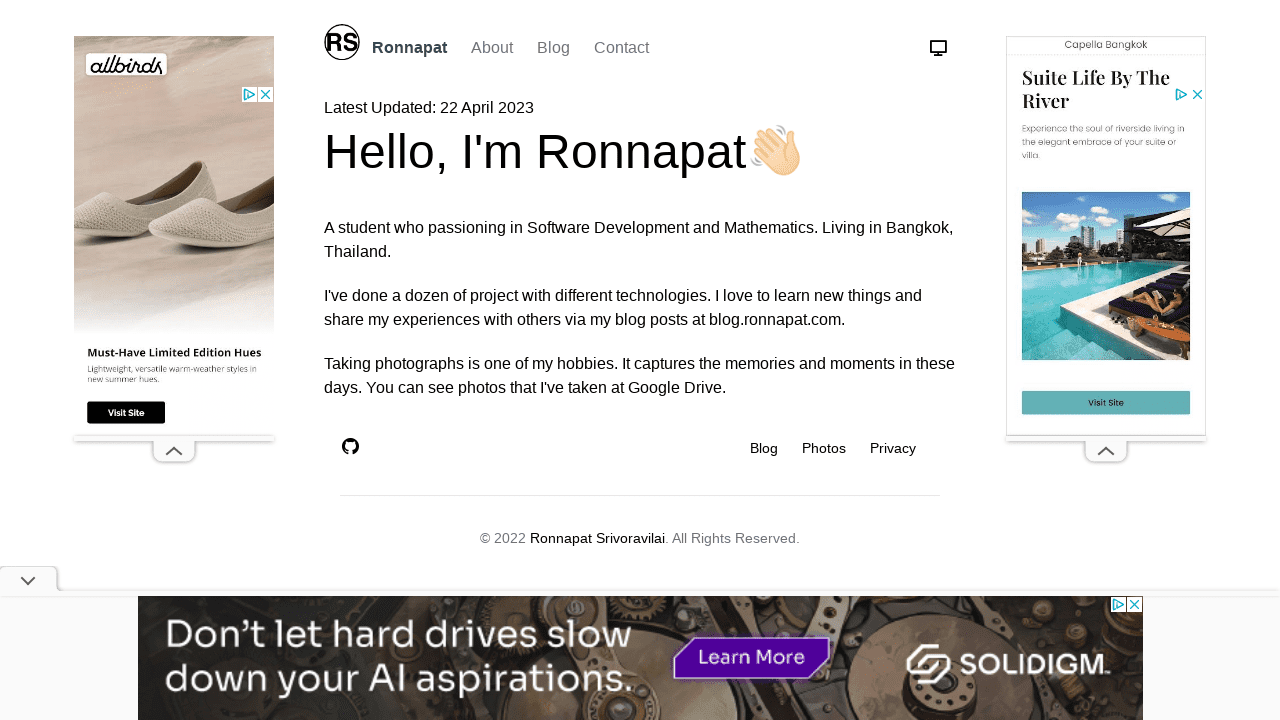 RS
Ronnapat
About
Blog
Contact
Latest Updated: 22 April 2023
Hello, I'm Ronnapat
A student who passioning in Software Development and Mathematics. Living in Bangkok,
Thailand.
I've done a dozen of project with different technologies. I love to learn new things and
share my experiences with others via my blog posts at blog.ronnapat.com.
Taking photographs is one of my hobbies. It captures the memories and moments in these
days. You can see photos that I've taken at Google Drive.
Blog
Photos
Privacy
© 2022 Ronnapat Srivoravilai. All Rights Reserved.
allbirds
Must-Have Limited Edition Hues
Lightweight, versatile warm-weather styles in
new summer hues.
Visit Site
Capella Bangkok
Suite Life By The
River
Experience the soul of riverside living in
the elegant embrace of your suite or
villa.
Visit Site
Don't let hard drives slow
down your AI aspirations.
Learn More
SOLIDIGM